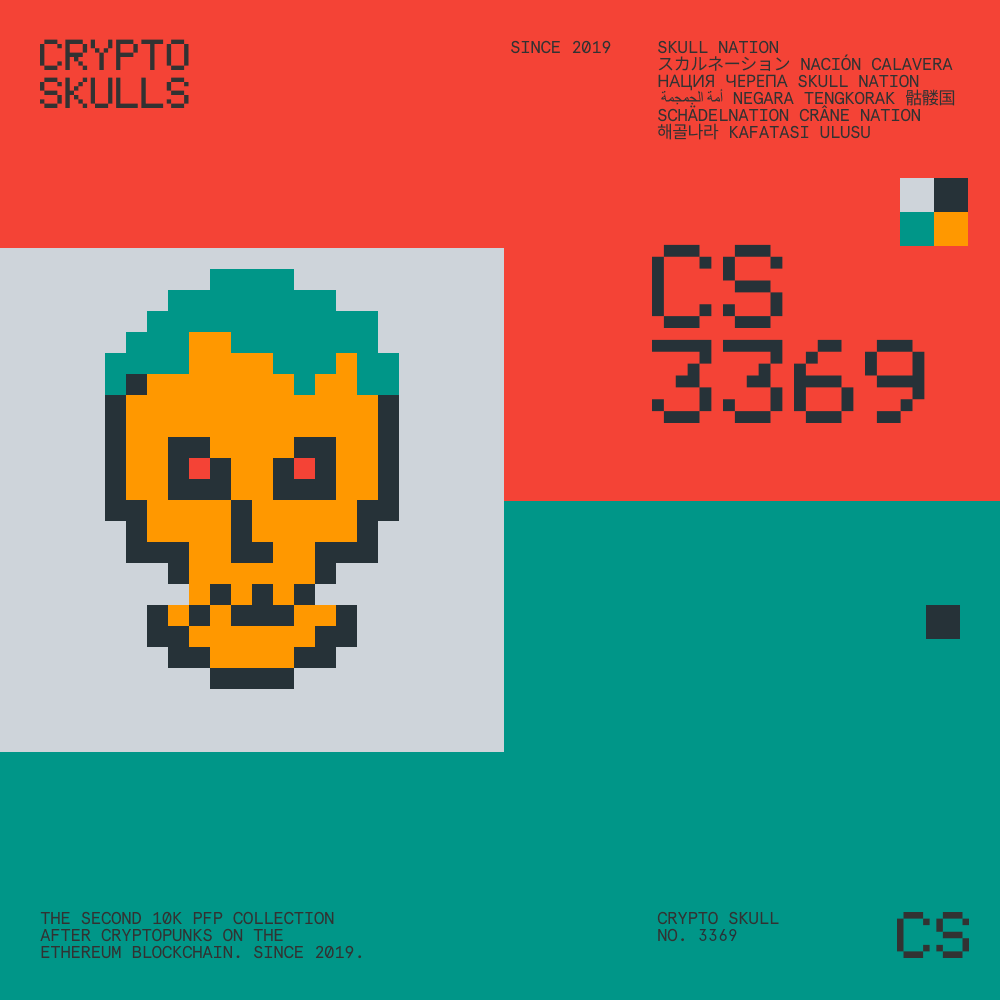 CRYPTO
SKULLS
SINCE 2019
SKULL NATION
スカルネーション NACIÓN CALAVERA
НАЦИЯ ЧЕРЕПА SKULL NATION
أمة الجمجمة NEGARA TENGKORAK 骷髅国
SCHÄDELNATION CRÂNE NATION
해골나라 KAFATASI ULUSU
CS
3369
THE SECOND 10K PFP COLLECTION
AFTER CRYPTOPUNKS ON THE
ETHEREUM BLOCKCHAIN. SINCE 2019.
CRYPTO SKULL
NO. 3369
CS